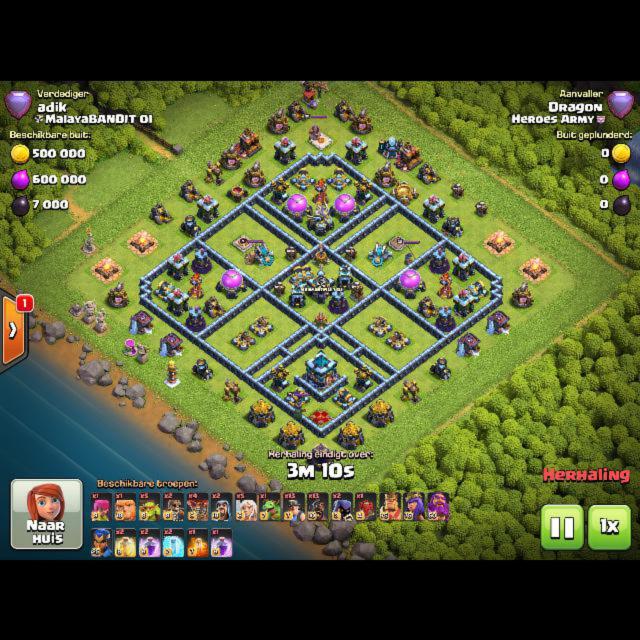 Verdediger
adik
MalayaBANDIT 01
Beschikbare buit:
500 000
600 000
7 000
Aanvaller
Dragon
Heroes Army
Buit geplunderd:
0
0
0
1
Herhaling eindigt over:
3M 10s
Herhaling
Beschikbare troepen:
Naar huis
1x